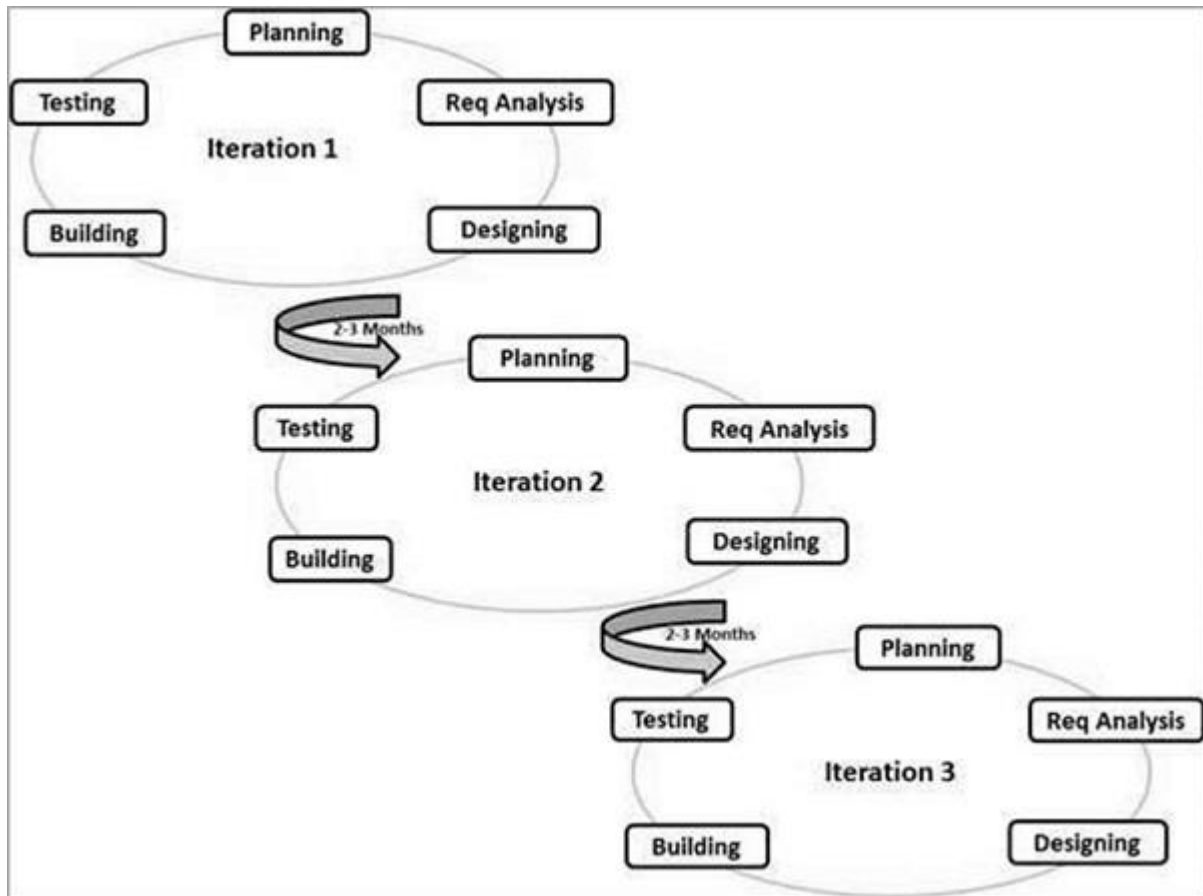 Planning
Testing
Req Analysis
Iteration 1
Building
Designing
2-3 Months
Planning
Testing
Req Analysis
Iteration 2
Building
Designing
2-3 Months
Planning
Testing
Req Analysis
Iteration 3
Building
Designing